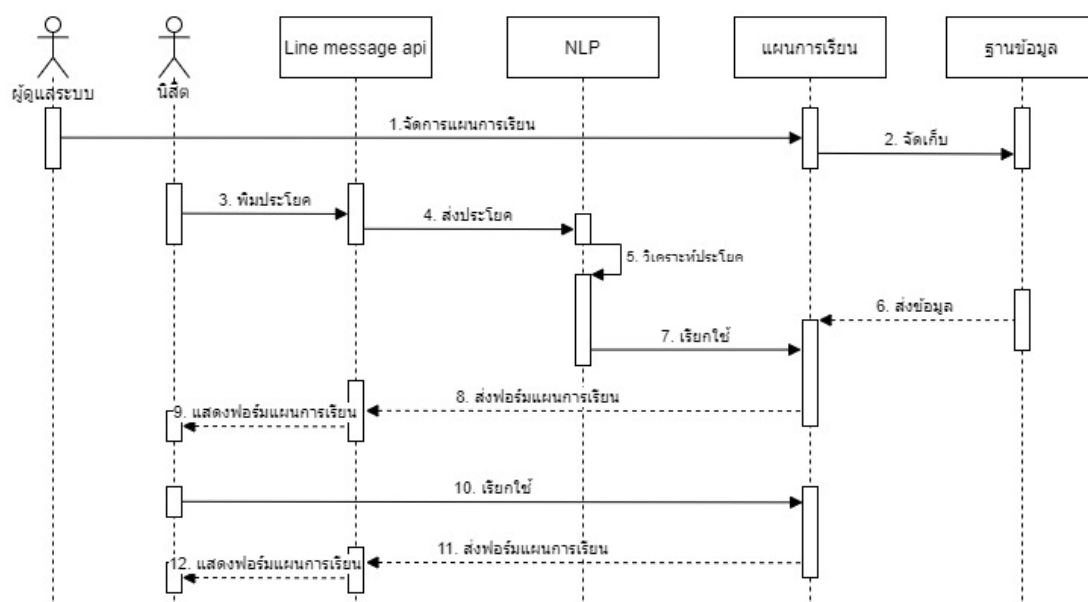 Line message api
NLP
แผนการเรียน
ฐานข้อมูล
ผู้ดูแลระบบ
นิสิต
1.จัดการแผนการเรียน
2. จัดเก็บ
3. พิมประโยค
4. ส่งประโยค
5. วิเคราะห์ประโยค
6. ส่งข้อมูล
7. เรียกใช้
8. ส่งฟอร์มแผนการเรียน
9. แสดงฟอร์มแผนการเรียน
10. เรียกใช้
11. ส่งฟอร์มแผนการเรียน
12. แสดงฟอร์มแผนการเรียน